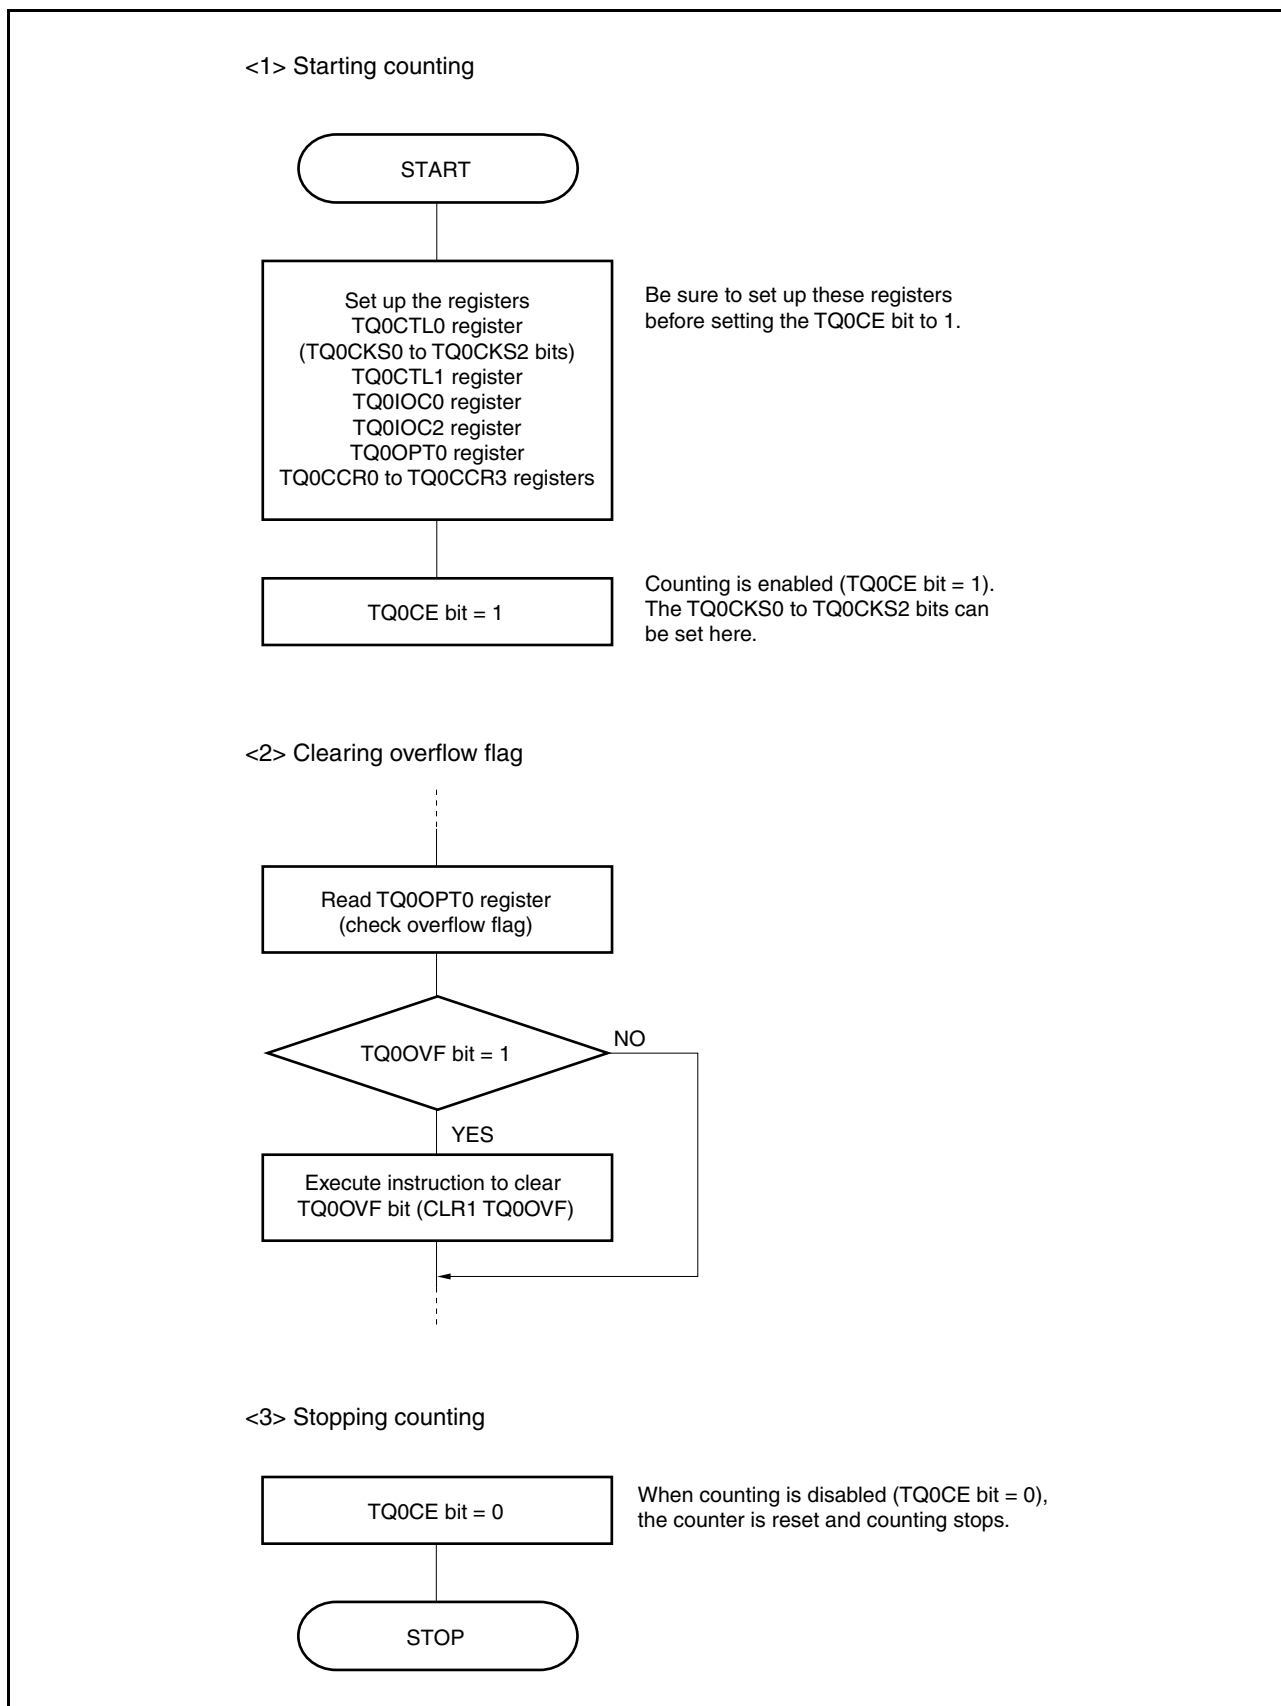 <1> Starting counting
START
Set up the registers
TQ0CTL0 register
(TQ0CKS0 to TQ0CKS2 bits)
TQ0CTL1 register
TQ0IOC0 register
TQ0IOC2 register
TQ0OPT0 register
TQ0CCR0 to TQ0CCR3 registers
Be sure to set up these registers
before setting the TQ0CE bit to 1.
TQ0CE bit = 1
Counting is enabled (TQ0CE bit = 1).
The TQ0CKS0 to TQ0CKS2 bits can
be set here.
<2> Clearing overflow flag
Read TQ0OPT0 register
(check overflow flag)
TQ0OVF bit = 1
NO
YES
Execute instruction to clear
TQ0OVF bit (CLR1 TQ0OVF)
<3> Stopping counting
TQ0CE bit = 0
When counting is disabled (TQ0CE bit = 0),
the counter is reset and counting stops.
STOP